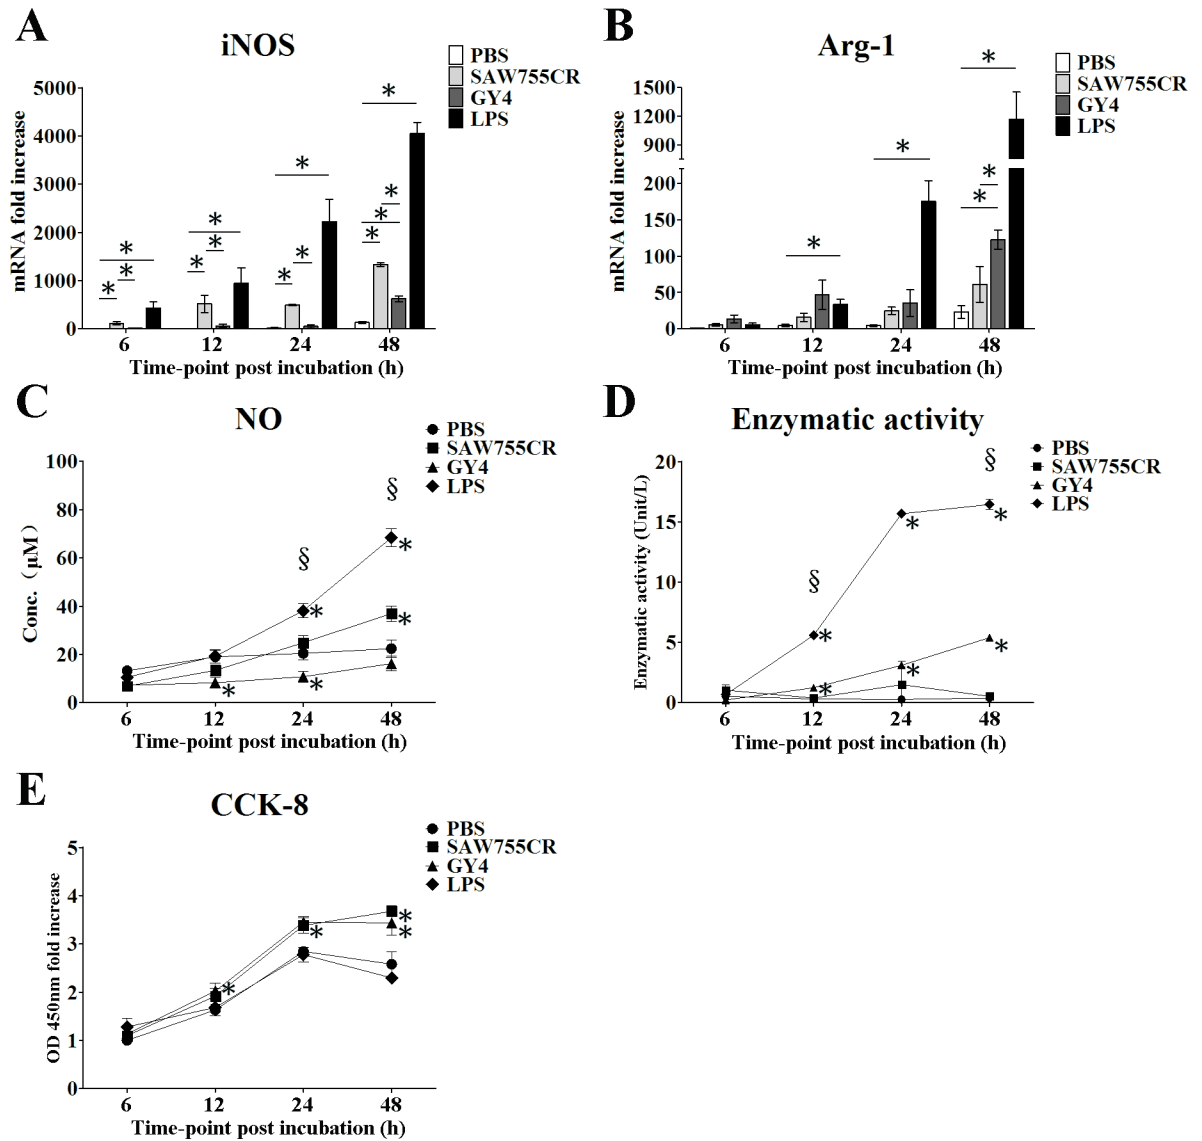 A
iNOS
PBS
SAW755CR
GY4
LPS
mRNA fold increase
5000
4000
3000
2000
1000
0
* * * * * * * * * * * * *
6 12 24 48
Time-point post incubation (h)
B
Arg-1
PBS
SAW755CR
GY4
LPS
mRNA fold increase
1500
1200
900
200
150
100
50
0
* * * * *
6 12 24 48
Time-point post incubation (h)
C
NO
PBS
SAW755CR
GY4
LPS
Conc. (μM)
100
80
60
40
20
0
§ §
* * * * *
6 12 24 48
Time-point post incubation (h)
D
Enzymatic activity
PBS
SAW755CR
GY4
LPS
Enzymatic activity (Unit/L)
20
15
10
5
0
§ §
* * * * * *
6 12 24 48
Time-point post incubation (h)
E
CCK-8
PBS
SAW755CR
GY4
LPS
OD 450nm fold increase
5
4
3
2
1
0
* * * *
6 12 24 48
Time-point post incubation (h)